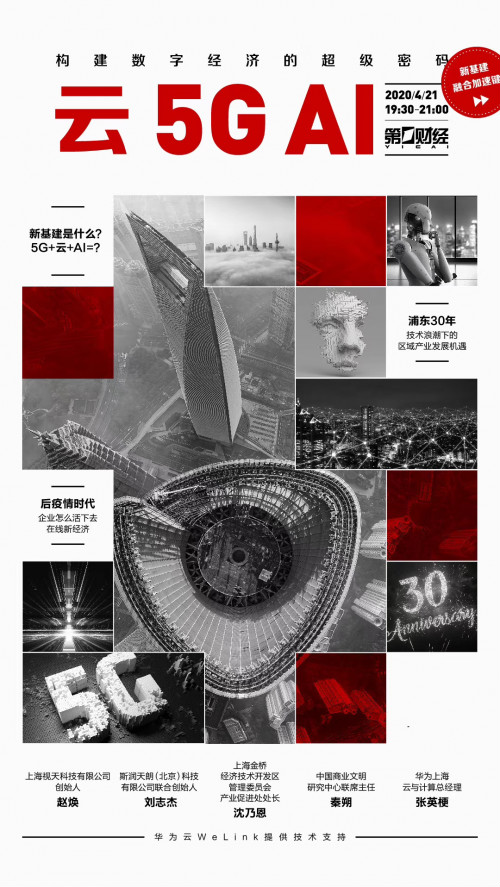 构建数字经济的超级密码
云 5G AI
2020/4/21
19:30-21:00
第一财经
YICAI
新基建
融合加速键
新基建是什么?
5G+云+AI=?
浦东30年
技术浪潮下的
区域产业发展机遇
后疫情时代
企业怎么活下去
在线新经济
30
Anniversary
5G
上海视天科技有限公司
创始人
赵焕
斯润天朗(北京)科技
有限公司联合创始人
刘志杰
上海金桥
经济技术开发区
管理委员会
产业促进处处长
沈乃恩
中国商业文明
研究中心联席主任
秦朔
华为上海
云与计算总经理
张英梗
华为云WeLink提供技术支持